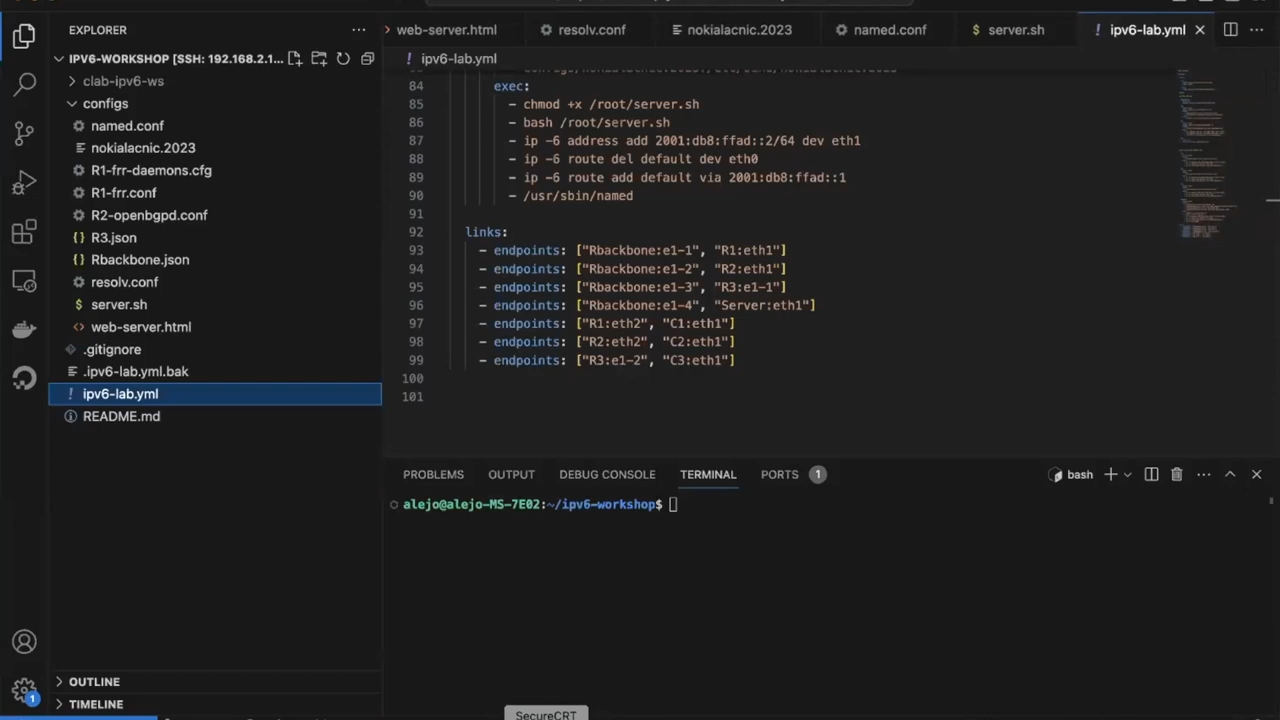 EXPLORER
IPV6-WORKSHOP [SSH: 192.168.2.1...
clab-ipv6-ws
configs
named.conf
nokialacnic.2023
R1-frr-daemons.cfg
R1-frr.conf
R2-openbgpd.conf
{} R3.json
{} Rbackbone.json
resolv.conf
$ server.sh
<> web-server.html
.gitignore
.ipv6-lab.yml.bak
! ipv6-lab.yml
README.md
OUTLINE
TIMELINE
1
web-server.html
resolv.conf
nokialacnic.2023
named.conf
$ server.sh
! ipv6-lab.yml
! ipv6-lab.yml
84 exec:
85 - chmod +x /root/server.sh
86 - bash /root/server.sh
87 - ip -6 address add 2001:db8:ffad::2/64 dev eth1
88 - ip -6 route del default dev eth0
89 - ip -6 route add default via 2001:db8:ffad::1
90 - /usr/sbin/named
91
92 links:
93 - endpoints: ["Rbackbone:e1-1", "R1:eth1"]
94 - endpoints: ["Rbackbone:e1-2", "R2:eth1"]
95 - endpoints: ["Rbackbone:e1-3", "R3:e1-1"]
96 - endpoints: ["Rbackbone:e1-4", "Server:eth1"]
97 - endpoints: ["R1:eth2", "C1:eth1"]
98 - endpoints: ["R2:eth2", "C2:eth1"]
99 - endpoints: ["R3:e1-2", "C3:eth1"]
100
101
PROBLEMS OUTPUT DEBUG CONSOLE TERMINAL PORTS 1 bash
alejo@alejo-MS-7E02:~/ipv6-workshop$
SecureCRT